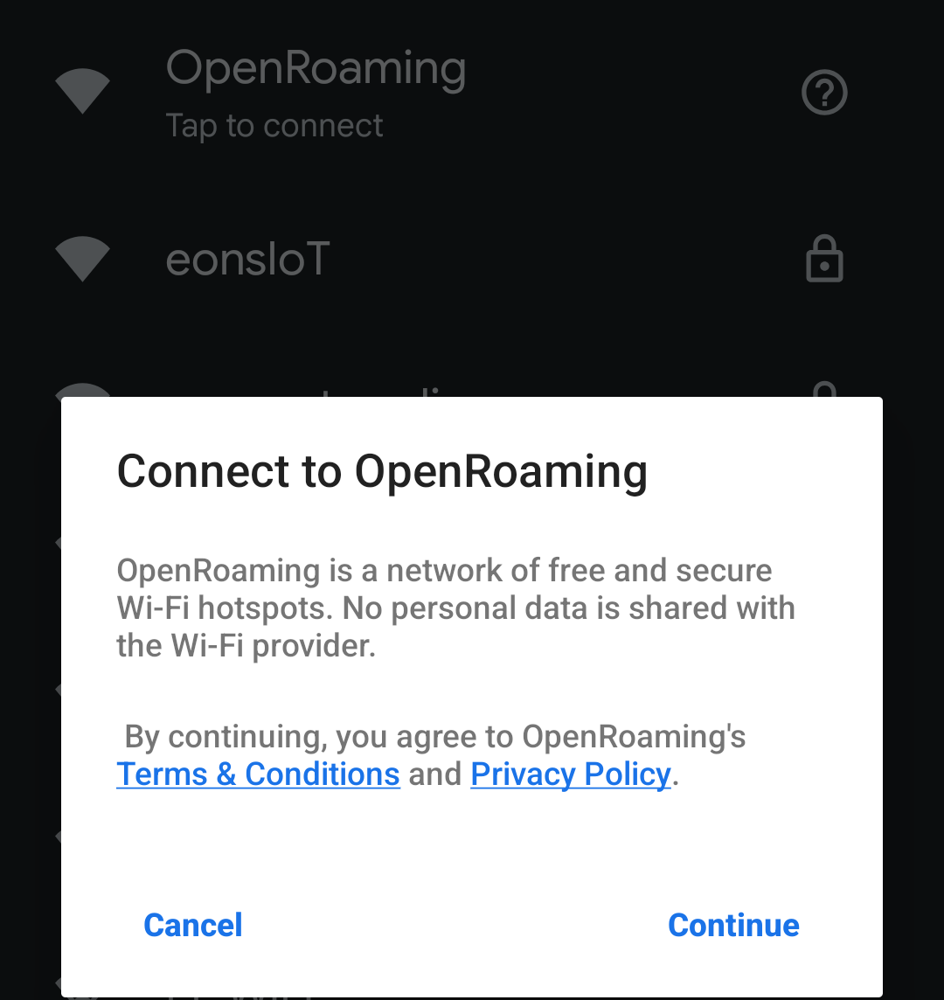 OpenRoaming
Tap to connect
eonsIoT
Connect to OpenRoaming
OpenRoaming is a network of free and secure
Wi-Fi hotspots. No personal data is shared with
the Wi-Fi provider.
By continuing, you agree to OpenRoaming's
Terms & Conditions and Privacy Policy.
Cancel
Continue